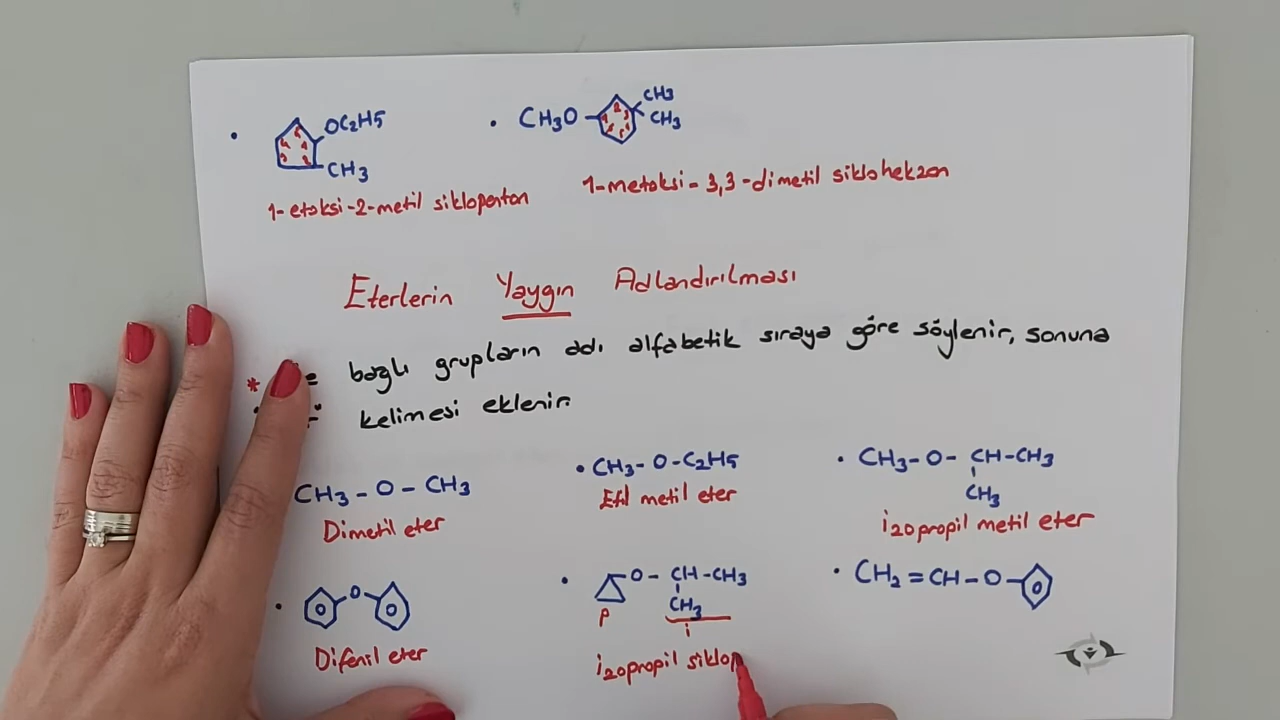 • OC2H5 • CH3O CH3
CH3 CH3
1-etoksi-2-metil siklopentan 1-metoksi-3,3-dimetil siklohekzan
Eterlerin Yaygın Adlandırılması
* bağlı grupların adı alfabetik sıraya göre söylenir, sonuna
kelimesi eklenir.
CH3-O-CH3 • CH3-O-C2H5 • CH3-O-CH-CH3
CH3
Dimetil eter Etil metil eter izopropil metil eter
• O • O-CH-CH3 • CH2=CH-O-
CH3
P i
Difenil eter izopropil siklop